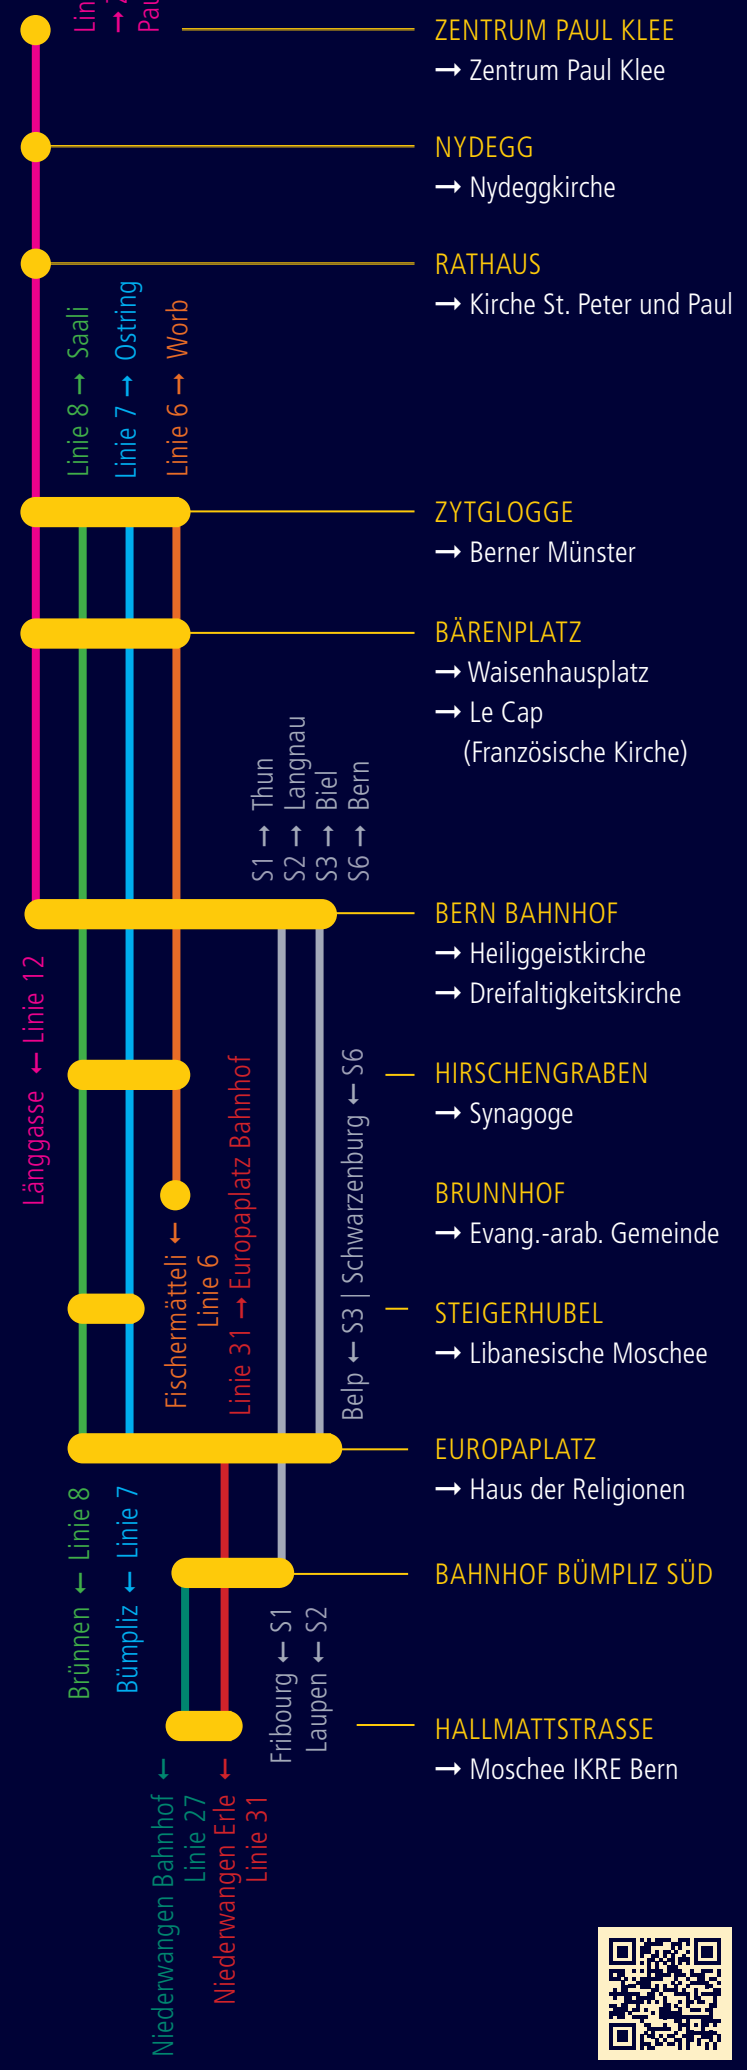 Lin
→
Pau
ZENTRUM PAUL KLEE
→ Zentrum Paul Klee
NYDEGG
→ Nydeggkirche
RATHAUS
→ Kirche St. Peter und Paul
Linie 8 → Saali
Linie 7 → Ostring
Linie 6 → Worb
ZYTGLOGGE
→ Berner Münster
BÄRENPLATZ
→ Waisenhausplatz
→ Le Cap
(Französische Kirche)
S1 → Thun
S2 → Langnau
S3 → Biel
S6 → Bern
BERN BAHNHOF
→ Heiliggeistkirche
→ Dreifaltigkeitskirche
Länggasse ← Linie 12
HIRSCHENGRABEN
→ Synagoge
BRUNNHOF
→ Evang.-arab. Gemeinde
Fischermätteli ←
Linie 6
Linie 31 → Europaplatz Bahnhof
Belp ← S3 | Schwarzenburg ← S6
STEIGERHUBEL
→ Libanesische Moschee
EUROPAPLATZ
→ Haus der Religionen
Brünnen ← Linie 8
Bümpliz ← Linie 7
BAHNHOF BÜMPLIZ SÜD
Fribourg ← S1
Laupen ← S2
HALLMATTSTRASSE
→ Moschee IKRE Bern
Niederwangen Bahnhof ←
Linie 27
Niederwangen Erle ←
Linie 31